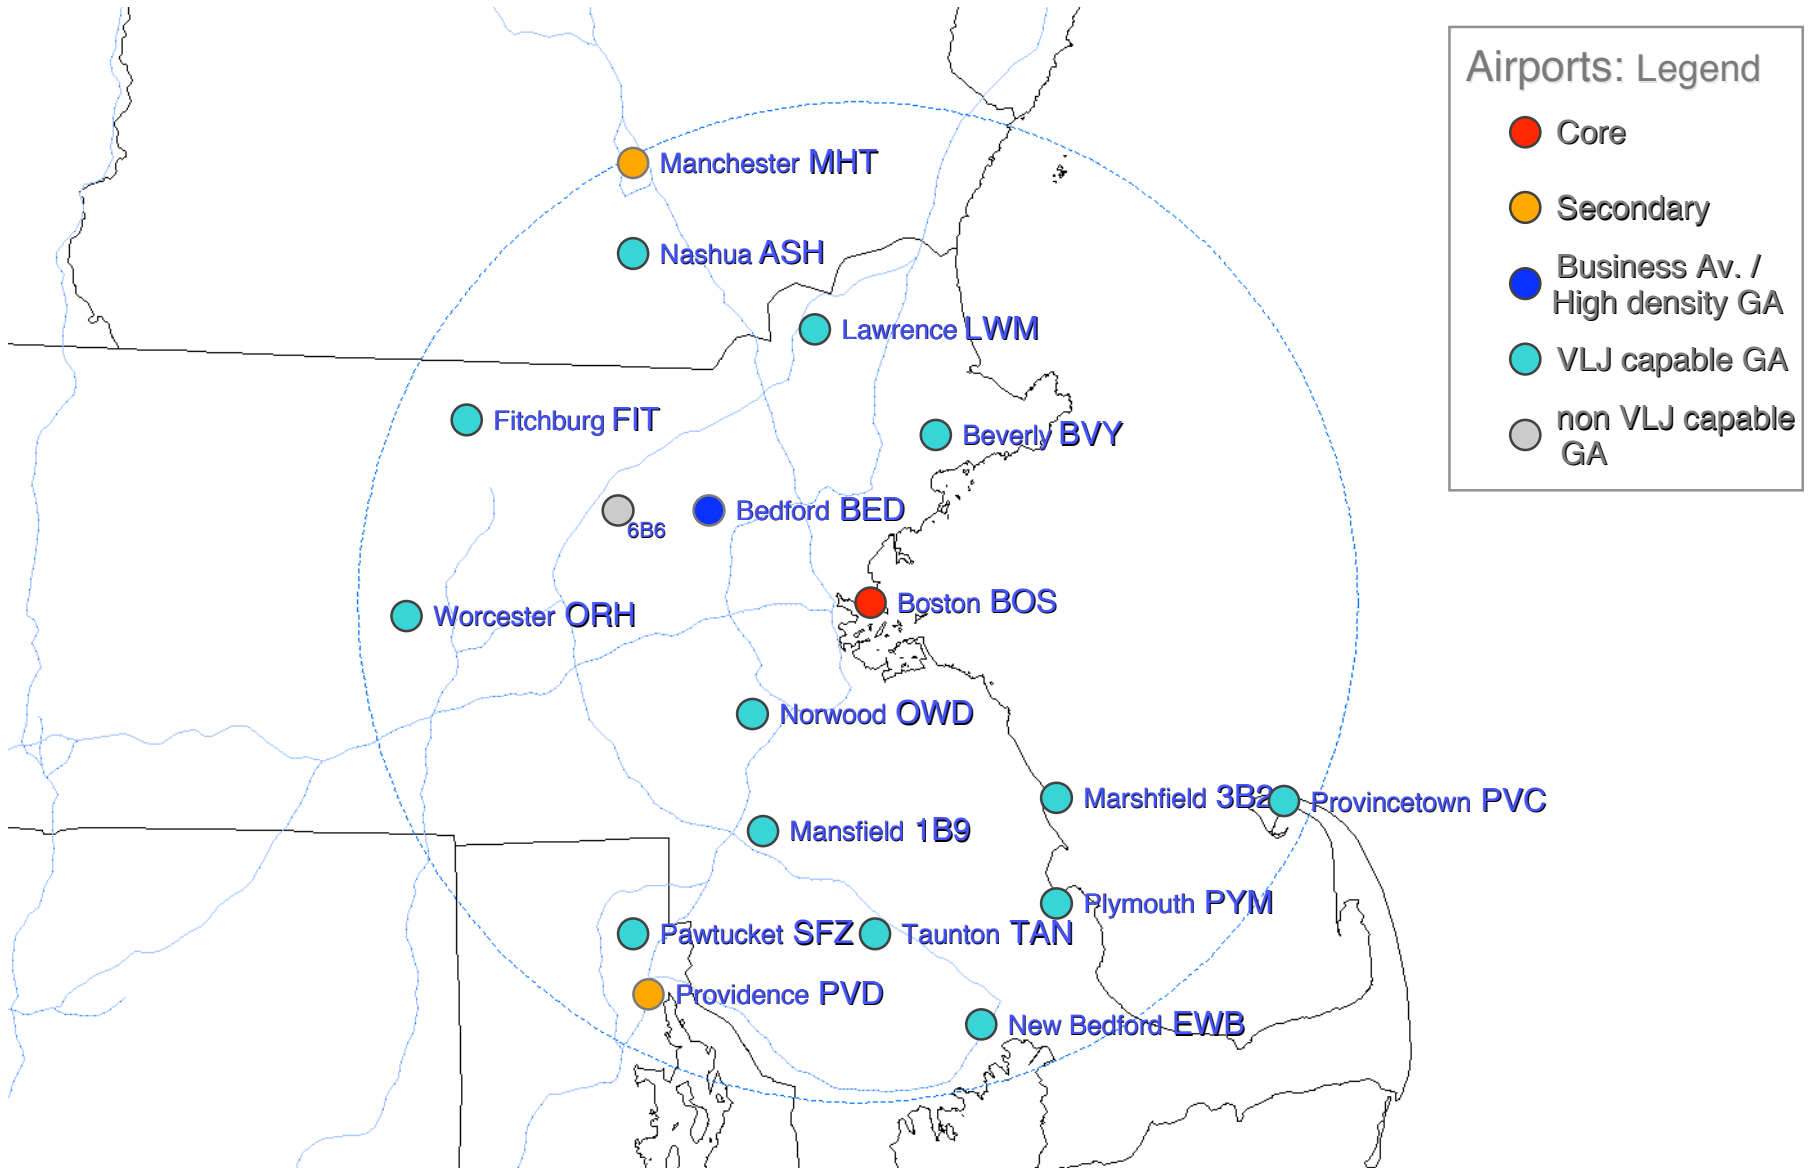 Airports: Legend
Core
Secondary
Business Av. /
High density GA
VLJ capable GA
non VLJ capable
GA
Manchester MHT
Nashua ASH
Lawrence LWM
Fitchburg FIT
Beverly BVY
6B6
Bedford BED
Boston BOS
Worcester ORH
Norwood OWD
Marshfield 3B2
Provincetown PVC
Mansfield 1B9
Plymouth PYM
Pawtucket SFZ
Taunton TAN
Providence PVD
New Bedford EWB